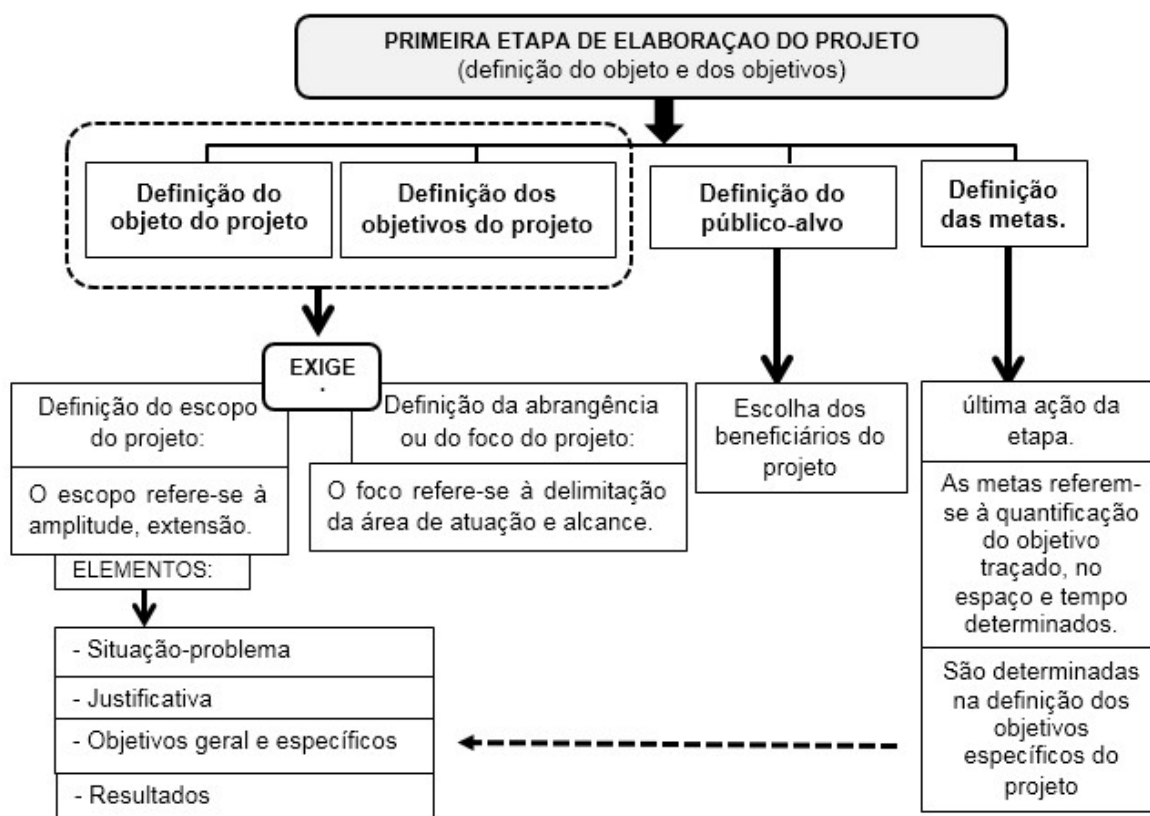 PRIMEIRA ETAPA DE ELABORAÇAO DO PROJETO
(definição do objeto e dos objetivos)
Definição do
objeto do projeto
Definição dos
objetivos do projeto
Definição do
público-alvo
Definição
das metas.
EXIGE
.
Definição do escopo
do projeto:
O escopo refere-se à
amplitude, extensão.
ELEMENTOS:
- Situação-problema
- Justificativa
- Objetivos geral e específicos
- Resultados
Definição da abrangência
ou do foco do projeto:
O foco refere-se à delimitação
da área de atuação e alcance.
Escolha dos
beneficiários do
projeto
última ação da
etapa.
As metas referem-
se à quantificação
do objetivo
traçado, no
espaço e tempo
determinados.
São determinadas
na definição dos
objetivos
específicos do
projeto